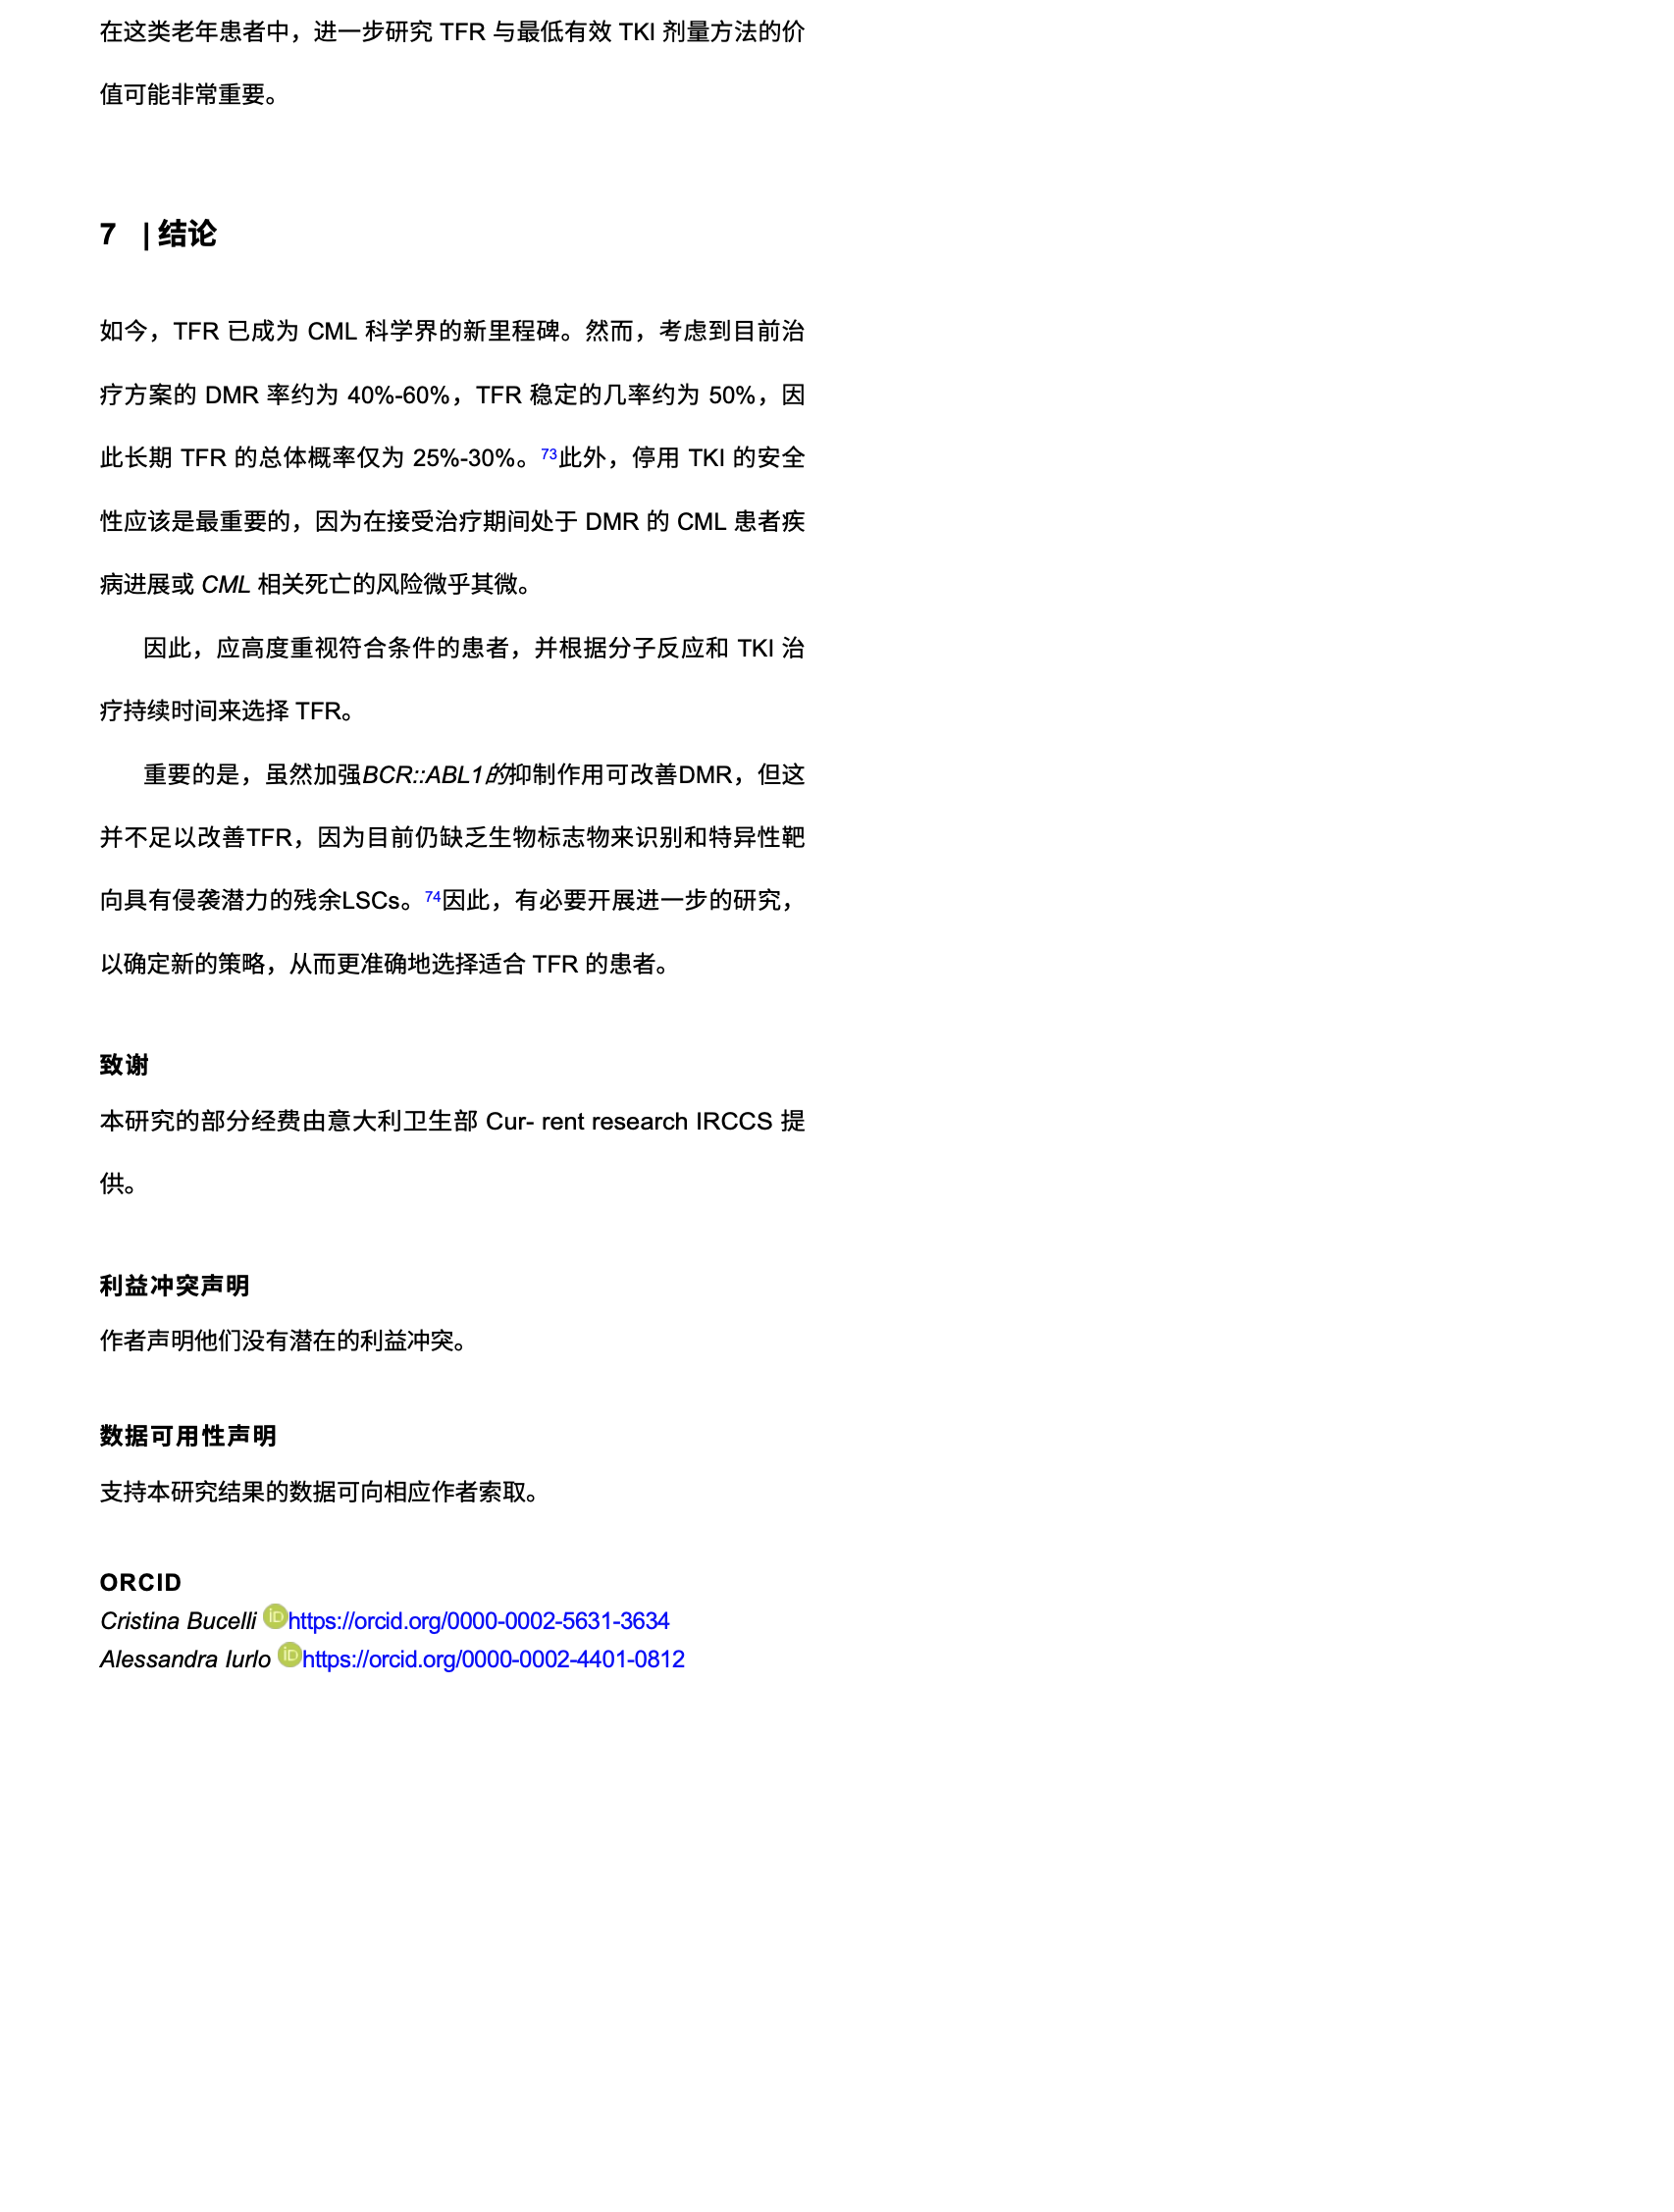 在这类老年患者中，进一步研究 TFR 与最低有效 TKI 剂量方法的价
值可能非常重要。
7 | 结论
如今，TFR 已成为 CML 科学界的新里程碑。然而，考虑到目前治
疗方案的 DMR 率约为 40%-60%，TFR 稳定的几率约为 50%，因
此长期 TFR 的总体概率仅为 25%-30%。73此外，停用 TKI 的安全
性应该是最重要的，因为在接受治疗期间处于 DMR 的 CML 患者疾
病进展或 CML 相关死亡的风险微乎其微。
因此，应高度重视符合条件的患者，并根据分子反应和 TKI 治
疗持续时间来选择 TFR。
重要的是，虽然加强BCR::ABL1的抑制作用可改善DMR，但这
并不足以改善TFR，因为目前仍缺乏生物标志物来识别和特异性靶
向具有侵袭潜力的残余LSCs。74因此，有必要开展进一步的研究，
以确定新的策略，从而更准确地选择适合 TFR 的患者。
致谢
本研究的部分经费由意大利卫生部 Cur- rent research IRCCS 提
供。
利益冲突声明
作者声明他们没有潜在的利益冲突。
数据可用性声明
支持本研究结果的数据可向相应作者索取。
ORCID
Cristina Bucelli iD https://orcid.org/0000-0002-5631-3634
Alessandra Iurlo iD https://orcid.org/0000-0002-4401-0812